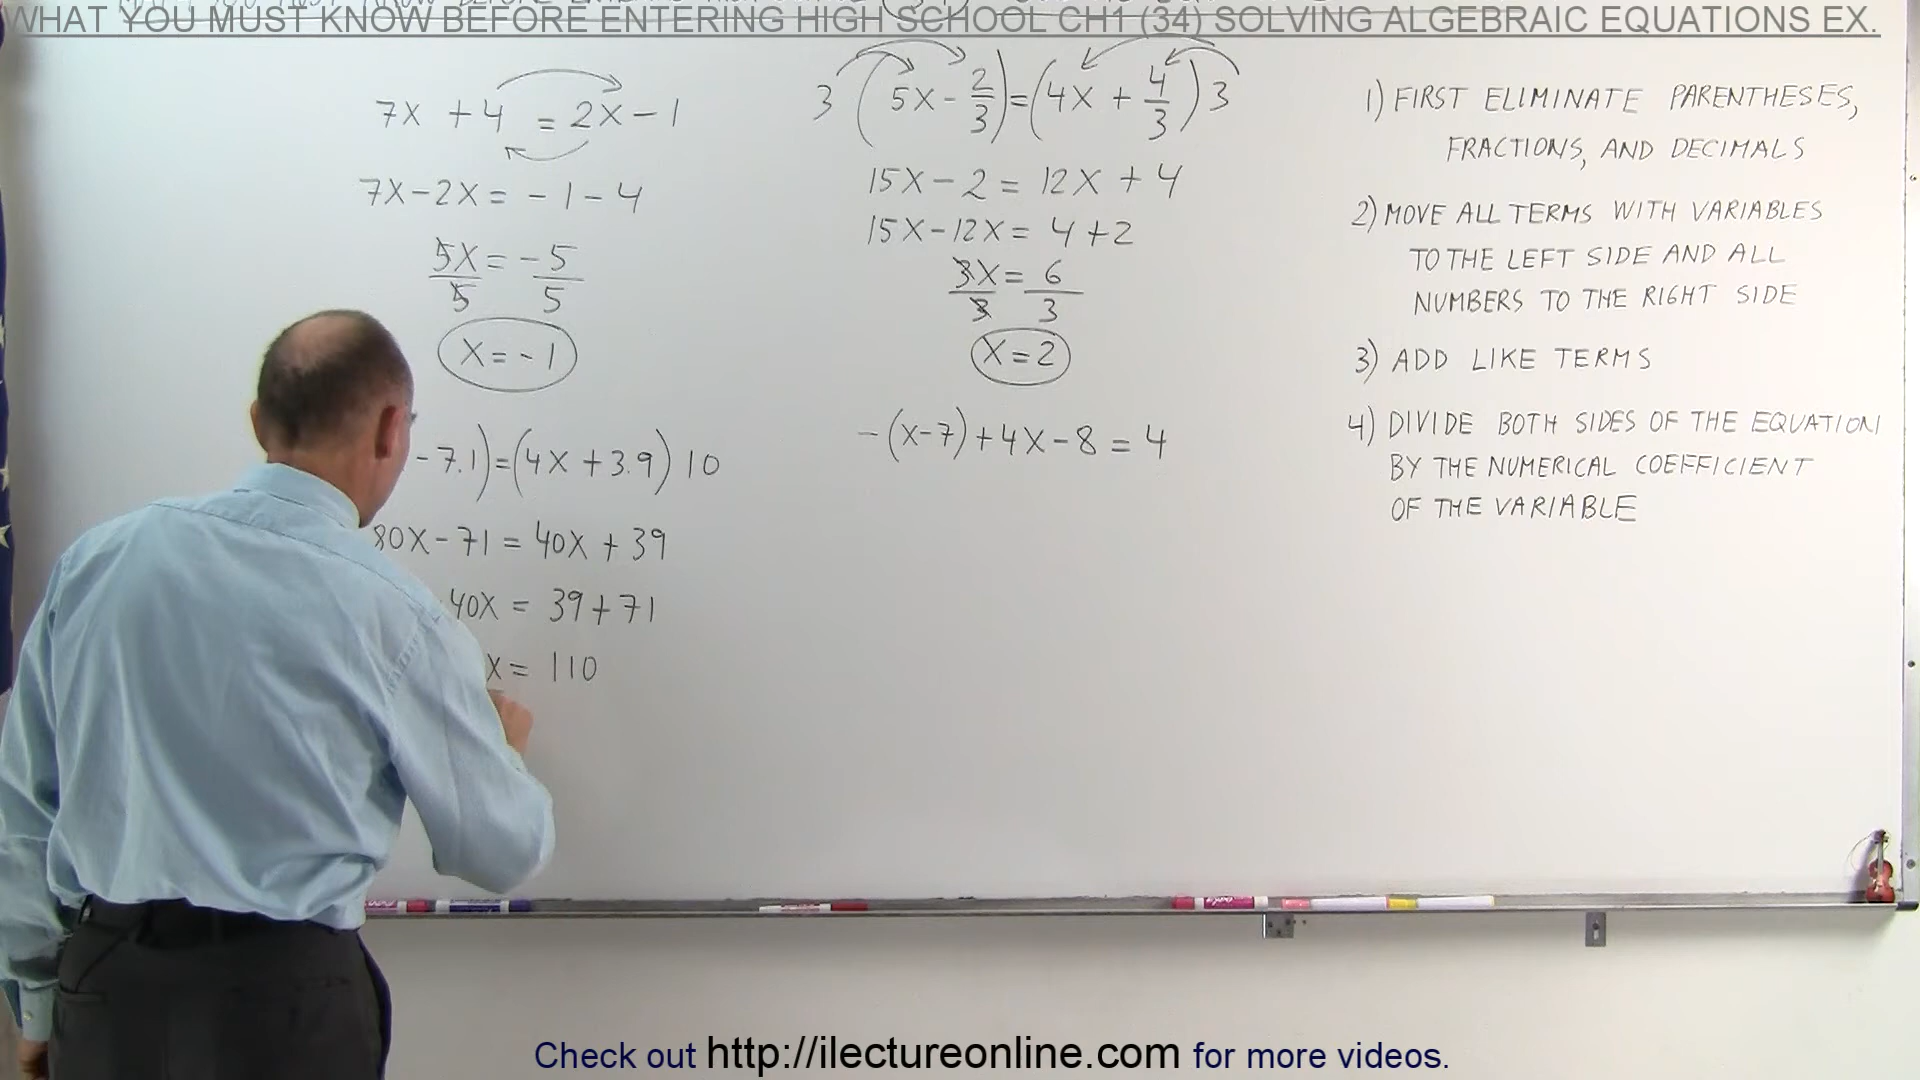 WHAT YOU MUST KNOW BEFORE ENTERING HIGH SCHOOL CH1 (34) SOLVING ALGEBRAIC EQUATIONS EX.
7X + 4 = 2X - 1
7X - 2X = - 1 - 4
5X/5 = -5/5
X = - 1
- 7.1) = (4X + 3.9) 10
80X - 71 = 40X + 39
40X = 39 + 71
X = 110
3 (5X - 2/3) = (4X + 4/3) 3
15X - 2 = 12X + 4
15X - 12X = 4 + 2
3X/3 = 6/3
X = 2
- (X - 7) + 4X - 8 = 4
1) FIRST ELIMINATE PARENTHESES,
FRACTIONS, AND DECIMALS
2) MOVE ALL TERMS WITH VARIABLES
TO THE LEFT SIDE AND ALL
NUMBERS TO THE RIGHT SIDE
3) ADD LIKE TERMS
4) DIVIDE BOTH SIDES OF THE EQUATION
BY THE NUMERICAL COEFFICIENT
OF THE VARIABLE
Check out http://ilectureonline.com for more videos.